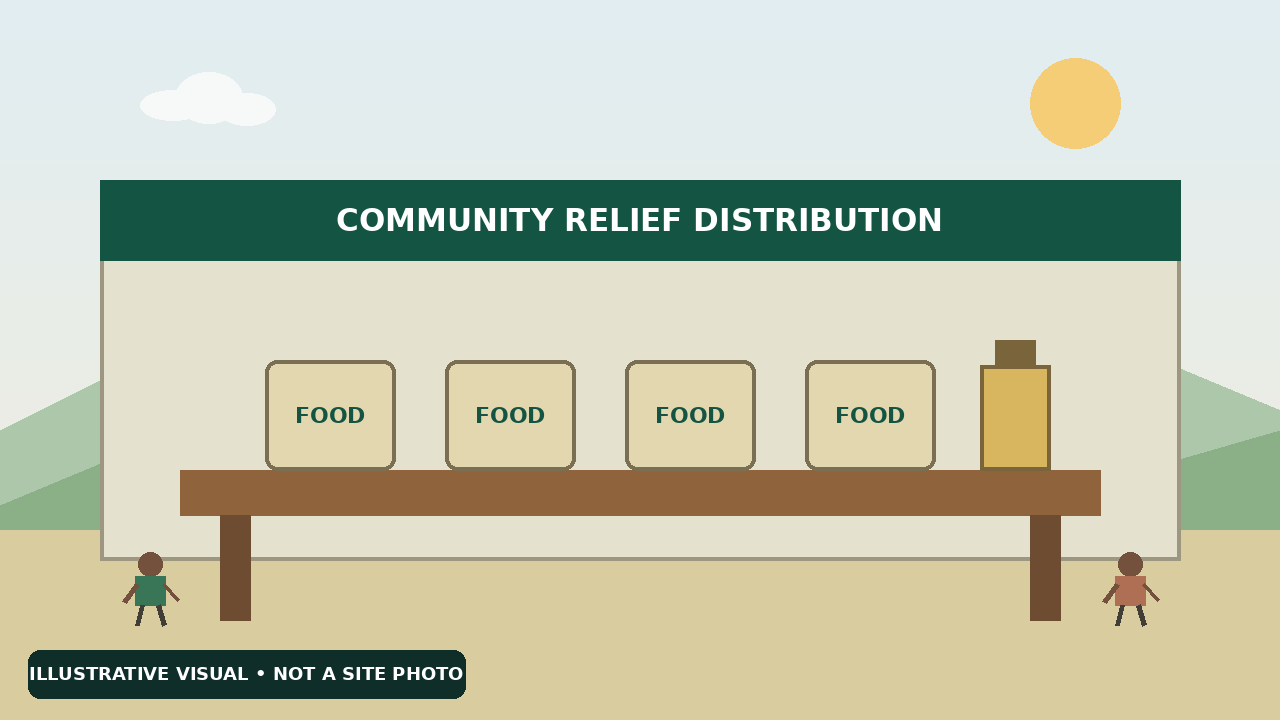 COMMUNITY RELIEF DISTRIBUTION
FOOD FOOD FOOD FOOD
ILLUSTRATIVE VISUAL • NOT A SITE PHOTO